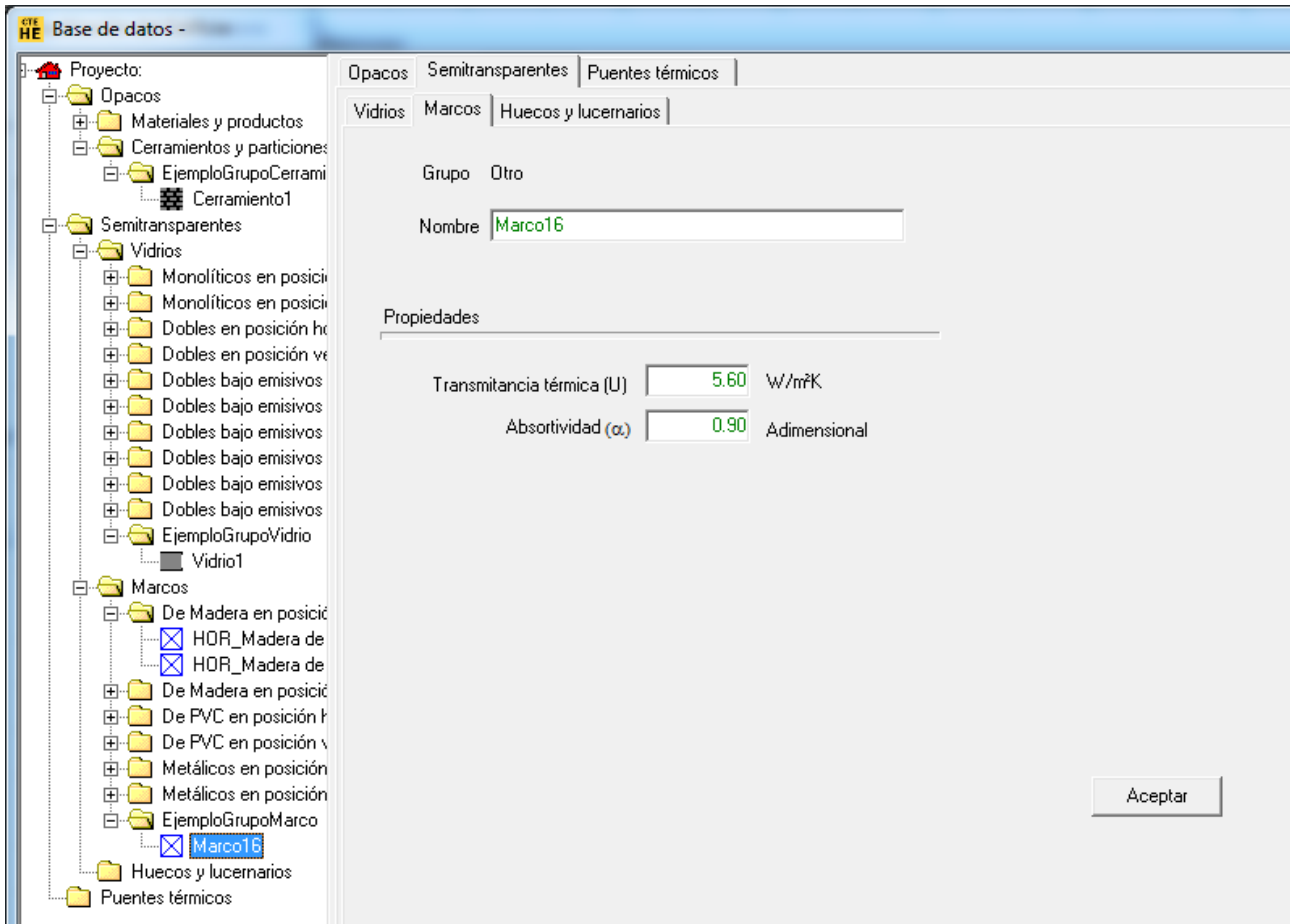 CTE
HE
Base de datos -
Proyecto:
Opacos
Materiales y productos
Cerramientos y particiones
EjemploGrupoCerrami
Cerramiento1
Semitransparentes
Vidrios
Monolíticos en posici
Monolíticos en posici
Dobles en posición ho
Dobles en posición ve
Dobles bajo emisivos
Dobles bajo emisivos
Dobles bajo emisivos
Dobles bajo emisivos
Dobles bajo emisivos
Dobles bajo emisivos
EjemploGrupoVidrio
Vidrio1
Marcos
De Madera en posició
HOR_Madera de
HOR_Madera de
De Madera en posició
De PVC en posición h
De PVC en posición v
Metálicos en posición
Metálicos en posición
EjemploGrupoMarco
Marco16
Huecos y lucernarios
Puentes térmicos
Opacos Semitransparentes Puentes térmicos
Vidrios Marcos Huecos y lucernarios
Grupo Otro
Nombre Marco16
Propiedades
Transmitancia térmica (U) 5.60 W/m²K
Absortividad (α) 0.90 Adimensional
Aceptar